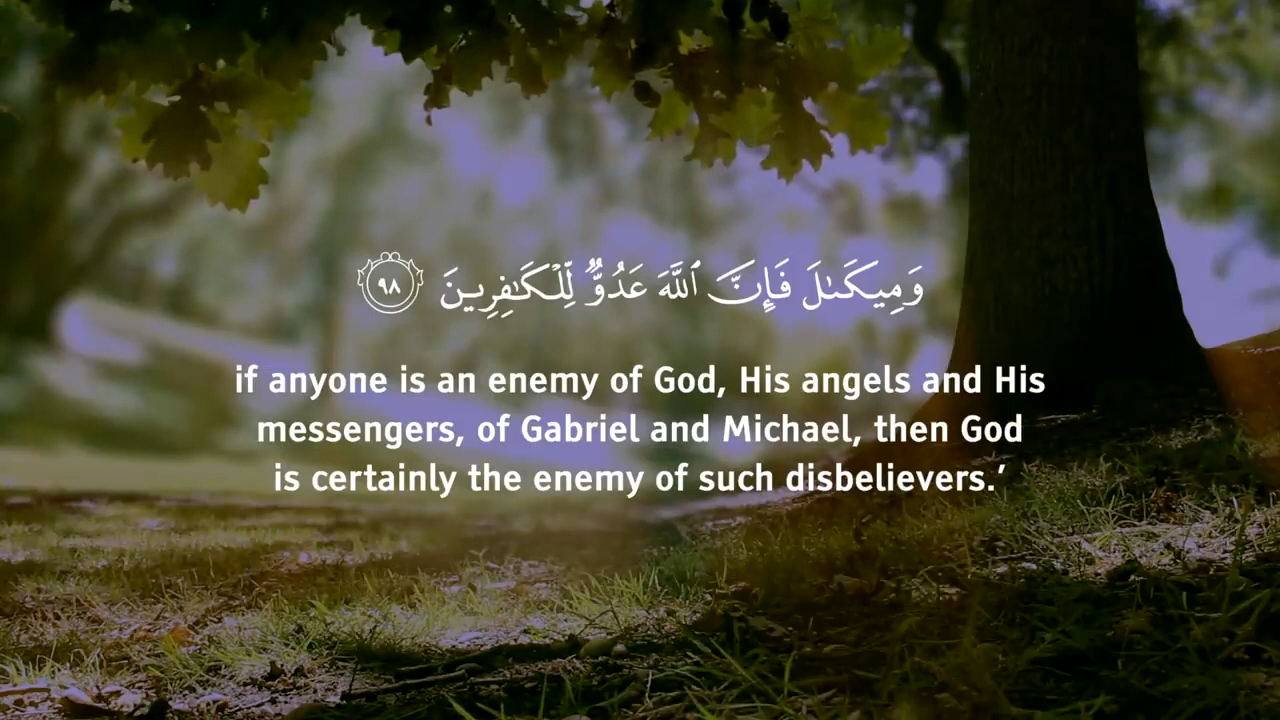 وَمِيكَىٰلَ فَإِنَّ ٱللَّهَ عَدُوٌّ لِّلْكَـٰفِرِينَ ٩٨
if anyone is an enemy of God, His angels and His
messengers, of Gabriel and Michael, then God
is certainly the enemy of such disbelievers.’